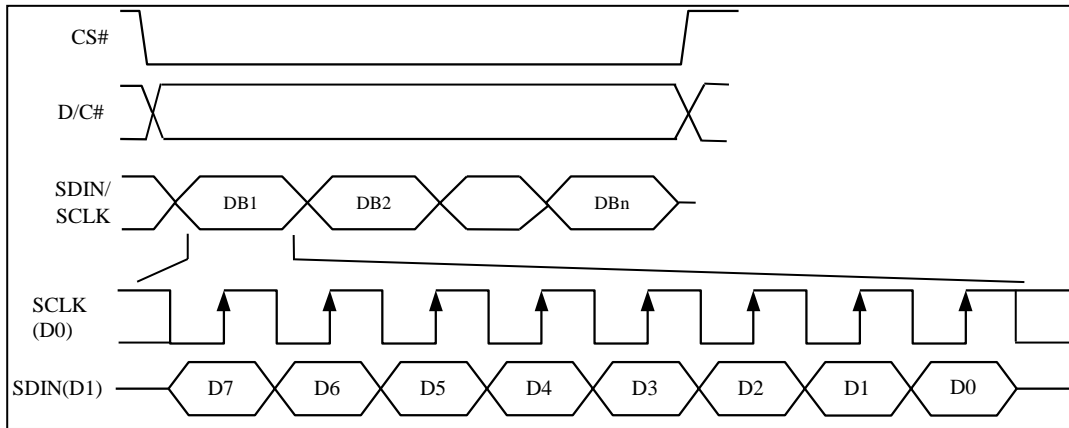 CS#
D/C#
SDIN/
SCLK
DB1 DB2 DBn
SCLK
(D0)
SDIN(D1) D7 D6 D5 D4 D3 D2 D1 D0